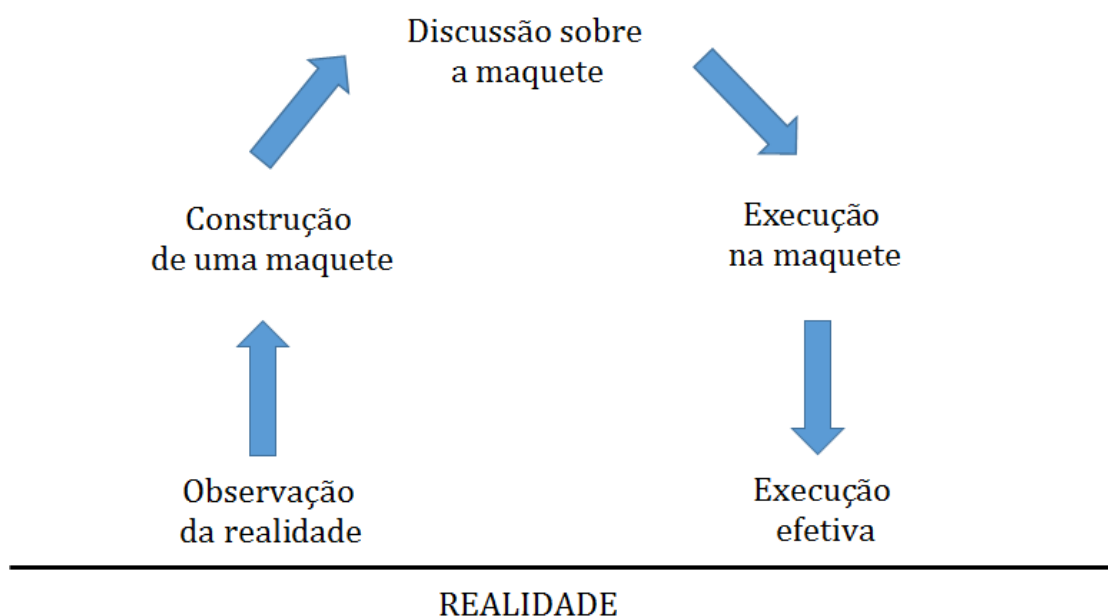 Discussão sobre
a maquete
Construção
de uma maquete
Execução
na maquete
Observação
da realidade
Execução
efetiva
REALIDADE